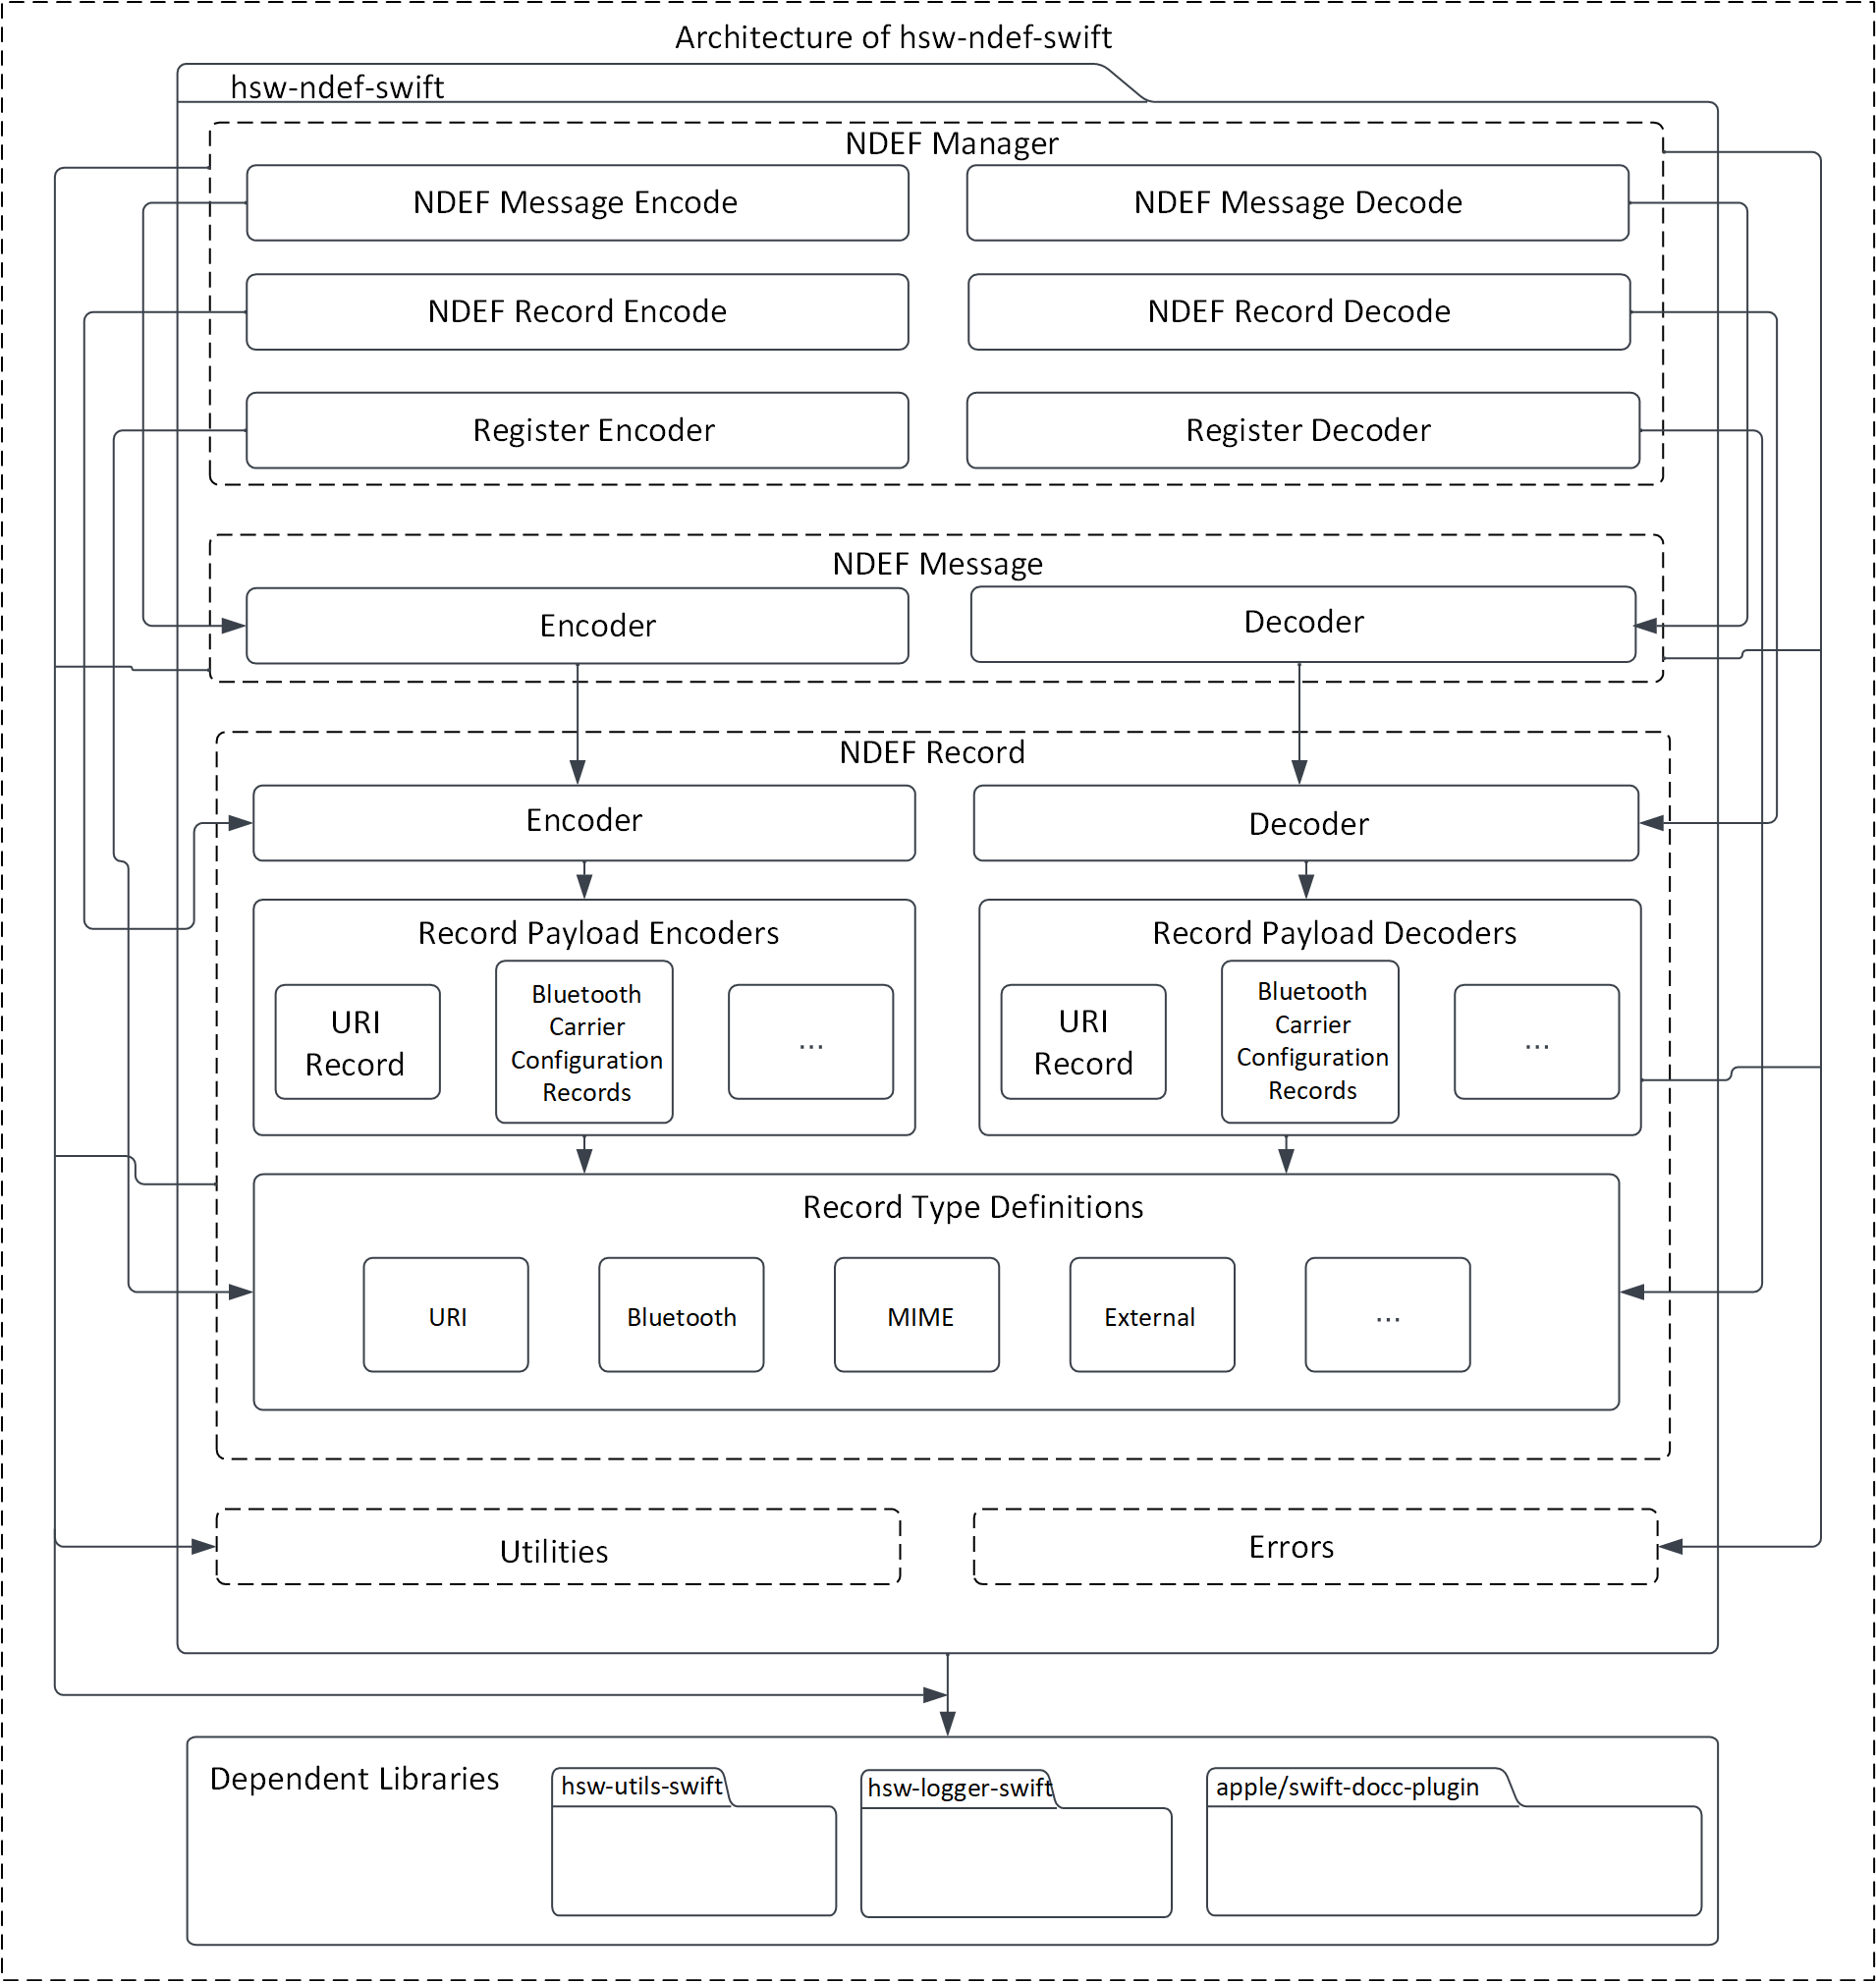 Architecture of hsw-ndef-swift
hsw-ndef-swift
NDEF Manager
NDEF Message Encode
NDEF Message Decode
NDEF Record Encode
NDEF Record Decode
Register Encoder
Register Decoder
NDEF Message
Encoder
Decoder
NDEF Record
Encoder
Decoder
Record Payload Encoders
URI
Record
Bluetooth
Carrier
Configuration
Records
...
Record Payload Decoders
URI
Record
Bluetooth
Carrier
Configuration
Records
...
Record Type Definitions
URI
Bluetooth
MIME
External
...
Utilities
Errors
Dependent Libraries
hsw-utils-swift
hsw-logger-swift
apple/swift-docc-plugin